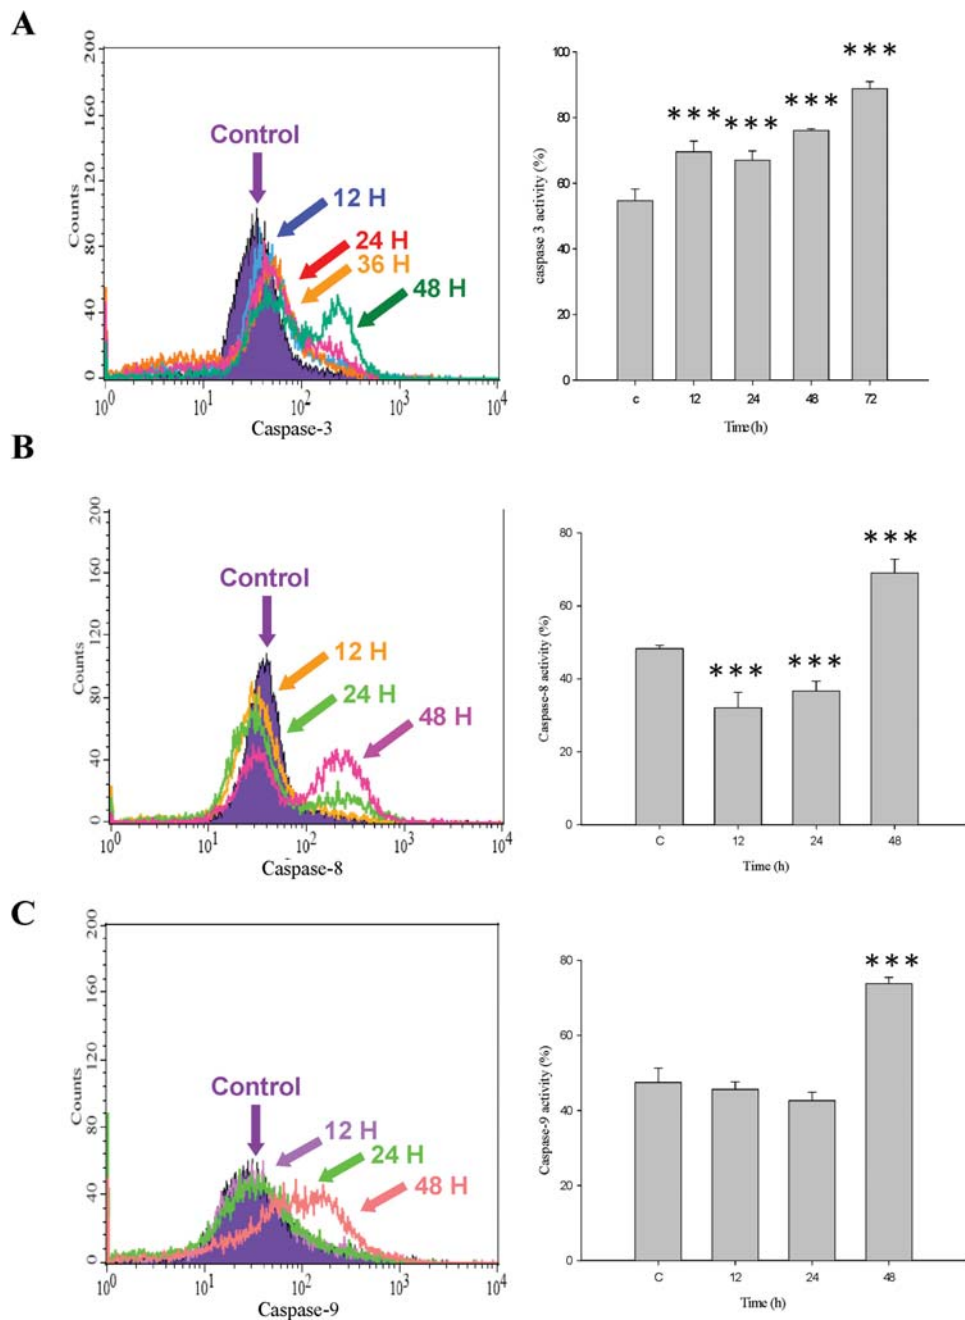 A
200
160
120
80
40
0
Counts
Control
12 H
24 H
36 H
48 H
10^0 10^1 10^2 10^3 10^4
Caspase-3
100
80
60
40
20
0
caspase 3 activity (%)
*** *** *** ***
c 12 24 48 72
Time(h)
B
200
160
120
80
40
0
Counts
Control
12 H
24 H
48 H
10^0 10^1 10^2 10^3 10^4
Caspase-8
80
60
40
20
0
Caspase-8 activity (%)
*** *** ***
C 12 24 48
Time (h)
C
200
160
120
80
40
0
Counts
Control
12 H
24 H
48 H
10^0 10^1 10^2 10^3 10^4
Caspase-9
80
60
40
20
0
Caspase-9 activity (%)
***
C 12 24 48
Time (h)